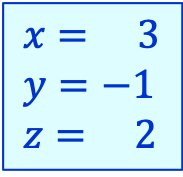 x = 3
y = −1
z = 2